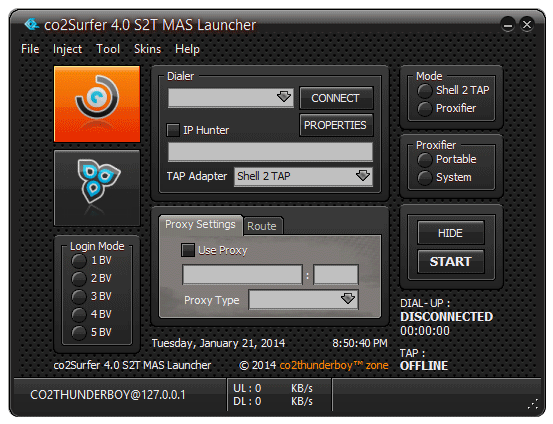 co2Surfer 4.0 S2T MAS Launcher
File Inject Tool Skins Help
Dialer
CONNECT
IP Hunter
PROPERTIES
TAP Adapter Shell 2 TAP
Mode
Shell 2 TAP
Proxifier
Proxifier
Portable
System
Login Mode
1 BV
2 BV
3 BV
4 BV
5 BV
Proxy Settings Route
Use Proxy
:
Proxy Type
HIDE
START
DIAL-UP :
DISCONNECTED
00:00:00
TAP :
OFFLINE
Tuesday, January 21, 2014 8:50:40 PM
co2Surfer 4.0 S2T MAS Launcher © 2014 co2thunderboy™ zone
CO2THUNDERBOY@127.0.0.1
UL : 0 KB/s
DL : 0 KB/s